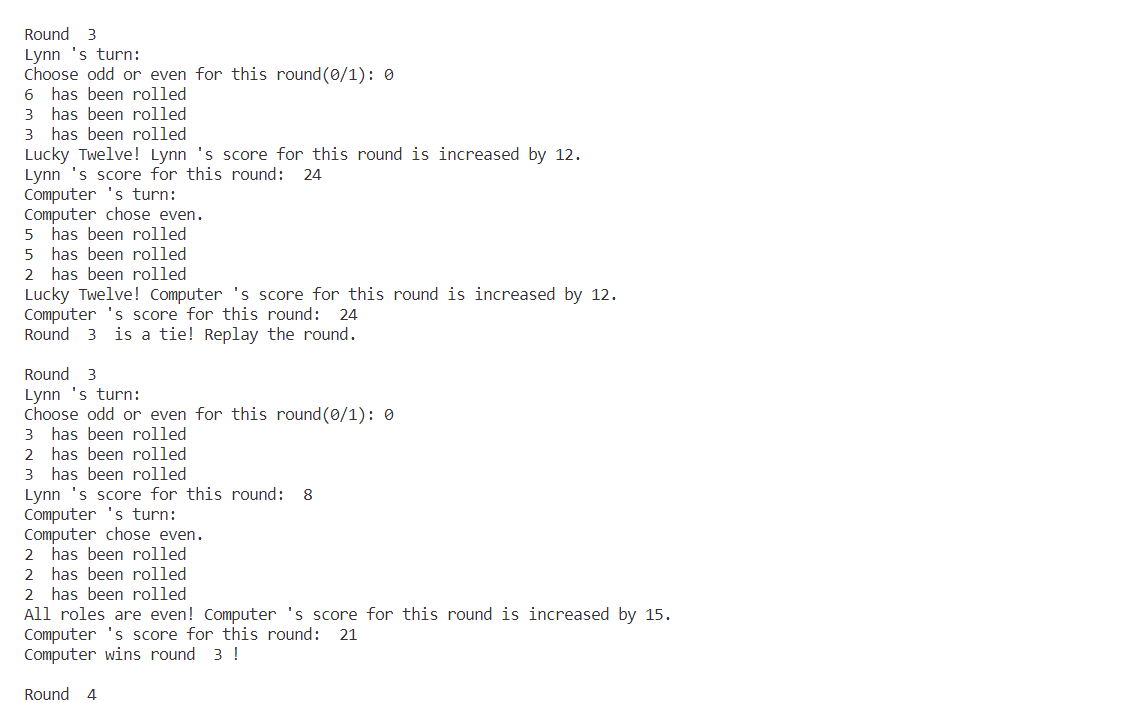 Round  3
Lynn 's turn:
Choose odd or even for this round(0/1): 0
6  has been rolled
3  has been rolled
3  has been rolled
Lucky Twelve! Lynn 's score for this round is increased by 12.
Lynn 's score for this round:  24
Computer 's turn:
Computer chose even.
5  has been rolled
5  has been rolled
2  has been rolled
Lucky Twelve! Computer 's score for this round is increased by 12.
Computer 's score for this round:  24
Round  3  is a tie! Replay the round.

Round  3
Lynn 's turn:
Choose odd or even for this round(0/1): 0
3  has been rolled
2  has been rolled
3  has been rolled
Lynn 's score for this round:  8
Computer 's turn:
Computer chose even.
2  has been rolled
2  has been rolled
2  has been rolled
All roles are even! Computer 's score for this round is increased by 15.
Computer 's score for this round:  21
Computer wins round  3 !

Round  4